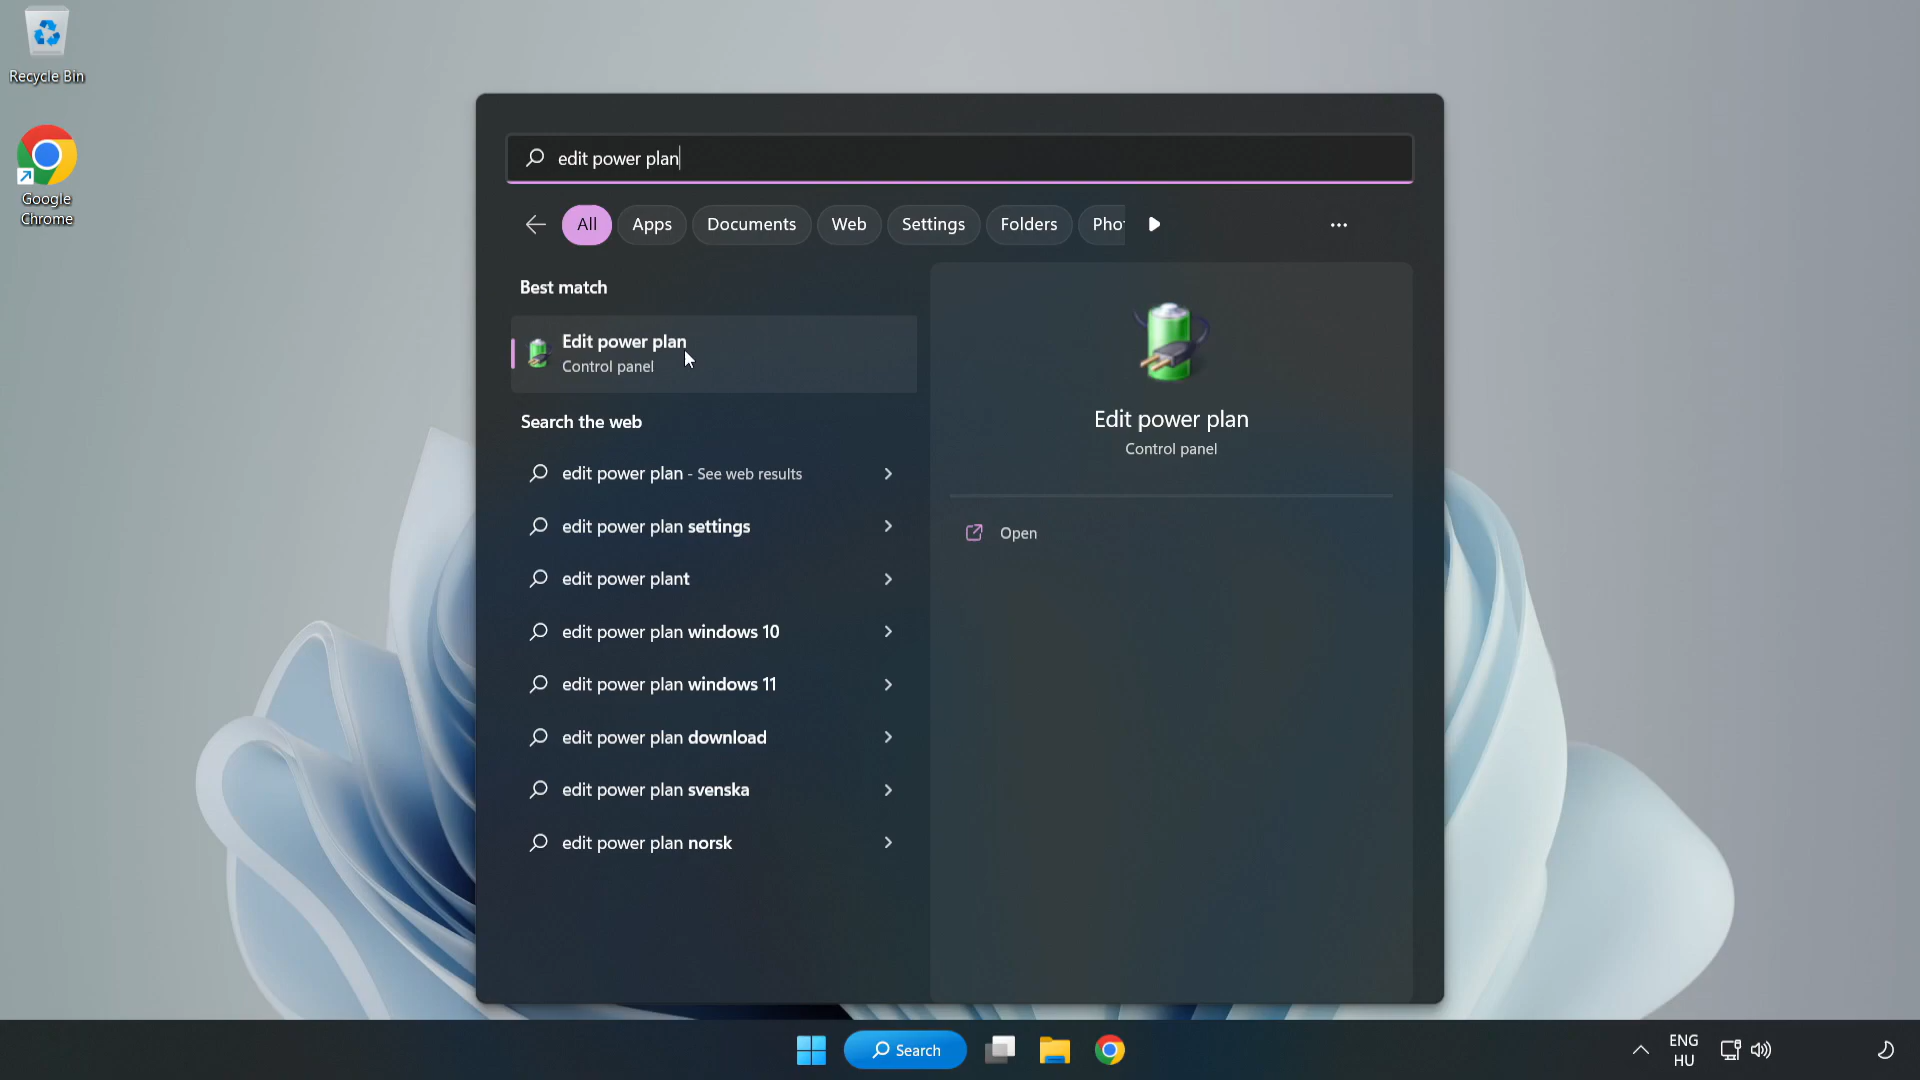 Recycle Bin
Google
Chrome
edit power plan
All Apps Documents Web Settings Folders Pho
Best match
Edit power plan
Control panel
Search the web
edit power plan - See web results
edit power plan settings
edit power plant
edit power plan windows 10
edit power plan windows 11
edit power plan download
edit power plan svenska
edit power plan norsk
Edit power plan
Control panel
Open
Search
ENG
HU